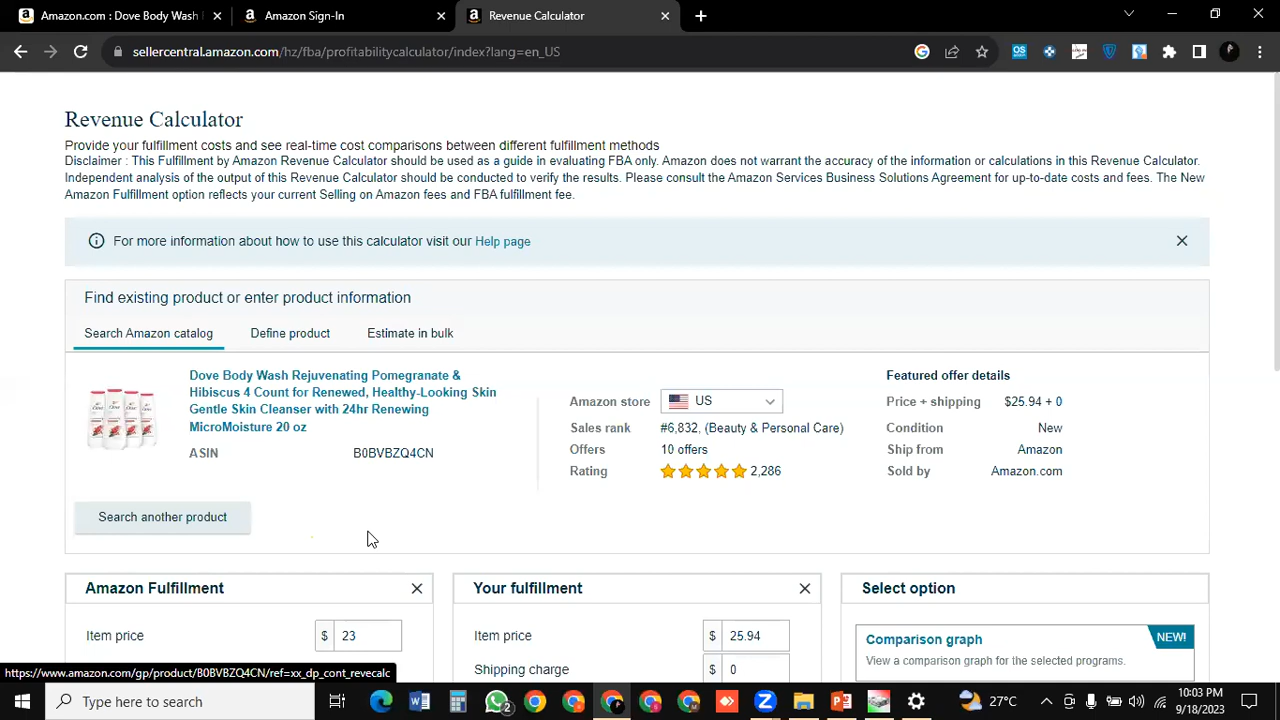 Amazon.com : Dove Body Wash
Amazon Sign-In
Revenue Calculator
sellercentral.amazon.com/hz/fba/profitabilitycalculator/index?lang=en_US
Revenue Calculator
Provide your fulfillment costs and see real-time cost comparisons between different fulfillment methods
Disclaimer : This Fulfillment by Amazon Revenue Calculator should be used as a guide in evaluating FBA only. Amazon does not warrant the accuracy of the information or calculations in this Revenue Calculator.
Independent analysis of the output of this Revenue Calculator should be conducted to verify the results. Please consult the Amazon Services Business Solutions Agreement for up-to-date costs and fees. The New
Amazon Fulfillment option reflects your current Selling on Amazon fees and FBA fulfillment fee.
For more information about how to use this calculator visit our Help page
Find existing product or enter product information
Search Amazon catalog
Define product
Estimate in bulk
Dove Body Wash Rejuvenating Pomegranate &
Hibiscus 4 Count for Renewed, Healthy-Looking Skin
Gentle Skin Cleanser with 24hr Renewing
MicroMoisture 20 oz
ASIN B0BVBZQ4CN
Amazon store US
Sales rank #6,832, (Beauty & Personal Care)
Offers 10 offers
Rating 2,286
Featured offer details
Price + shipping $25.94 + 0
Condition New
Ship from Amazon
Sold by Amazon.com
Search another product
Amazon Fulfillment
Item price $ 23
Your fulfillment
Item price $ 25.94
Shipping charge $ 0
Select option
Comparison graph NEW!
View a comparison graph for the selected programs.
https://www.amazon.com/gp/product/B0BVBZQ4CN/ref=xx_dp_cont_revecalc
Type here to search
2
27°C
10:03 PM
9/18/2023